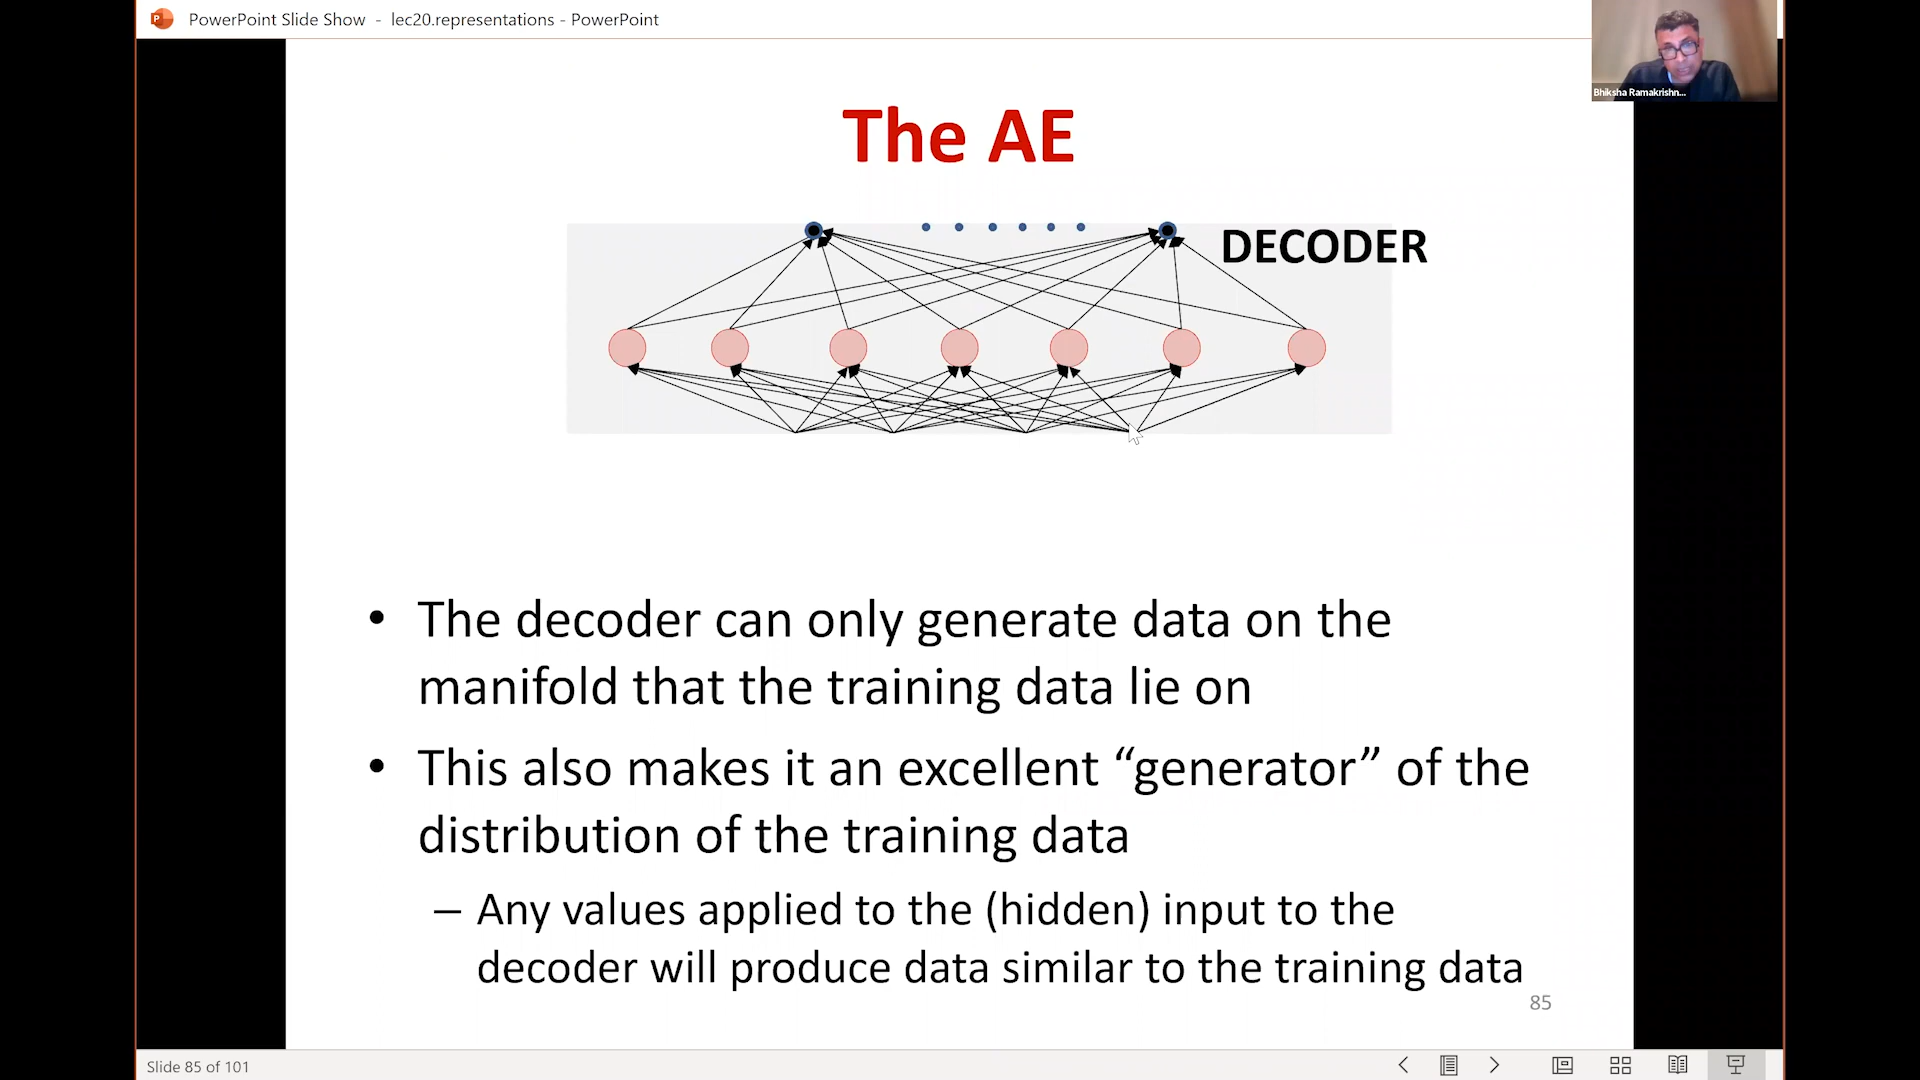 PowerPoint Slide Show - lec20.representations - PowerPoint
Bhiksha Ramakrishn...
The AE
DECODER
• The decoder can only generate data on the
manifold that the training data lie on
• This also makes it an excellent “generator” of the
distribution of the training data
– Any values applied to the (hidden) input to the
decoder will produce data similar to the training data
85
Slide 85 of 101